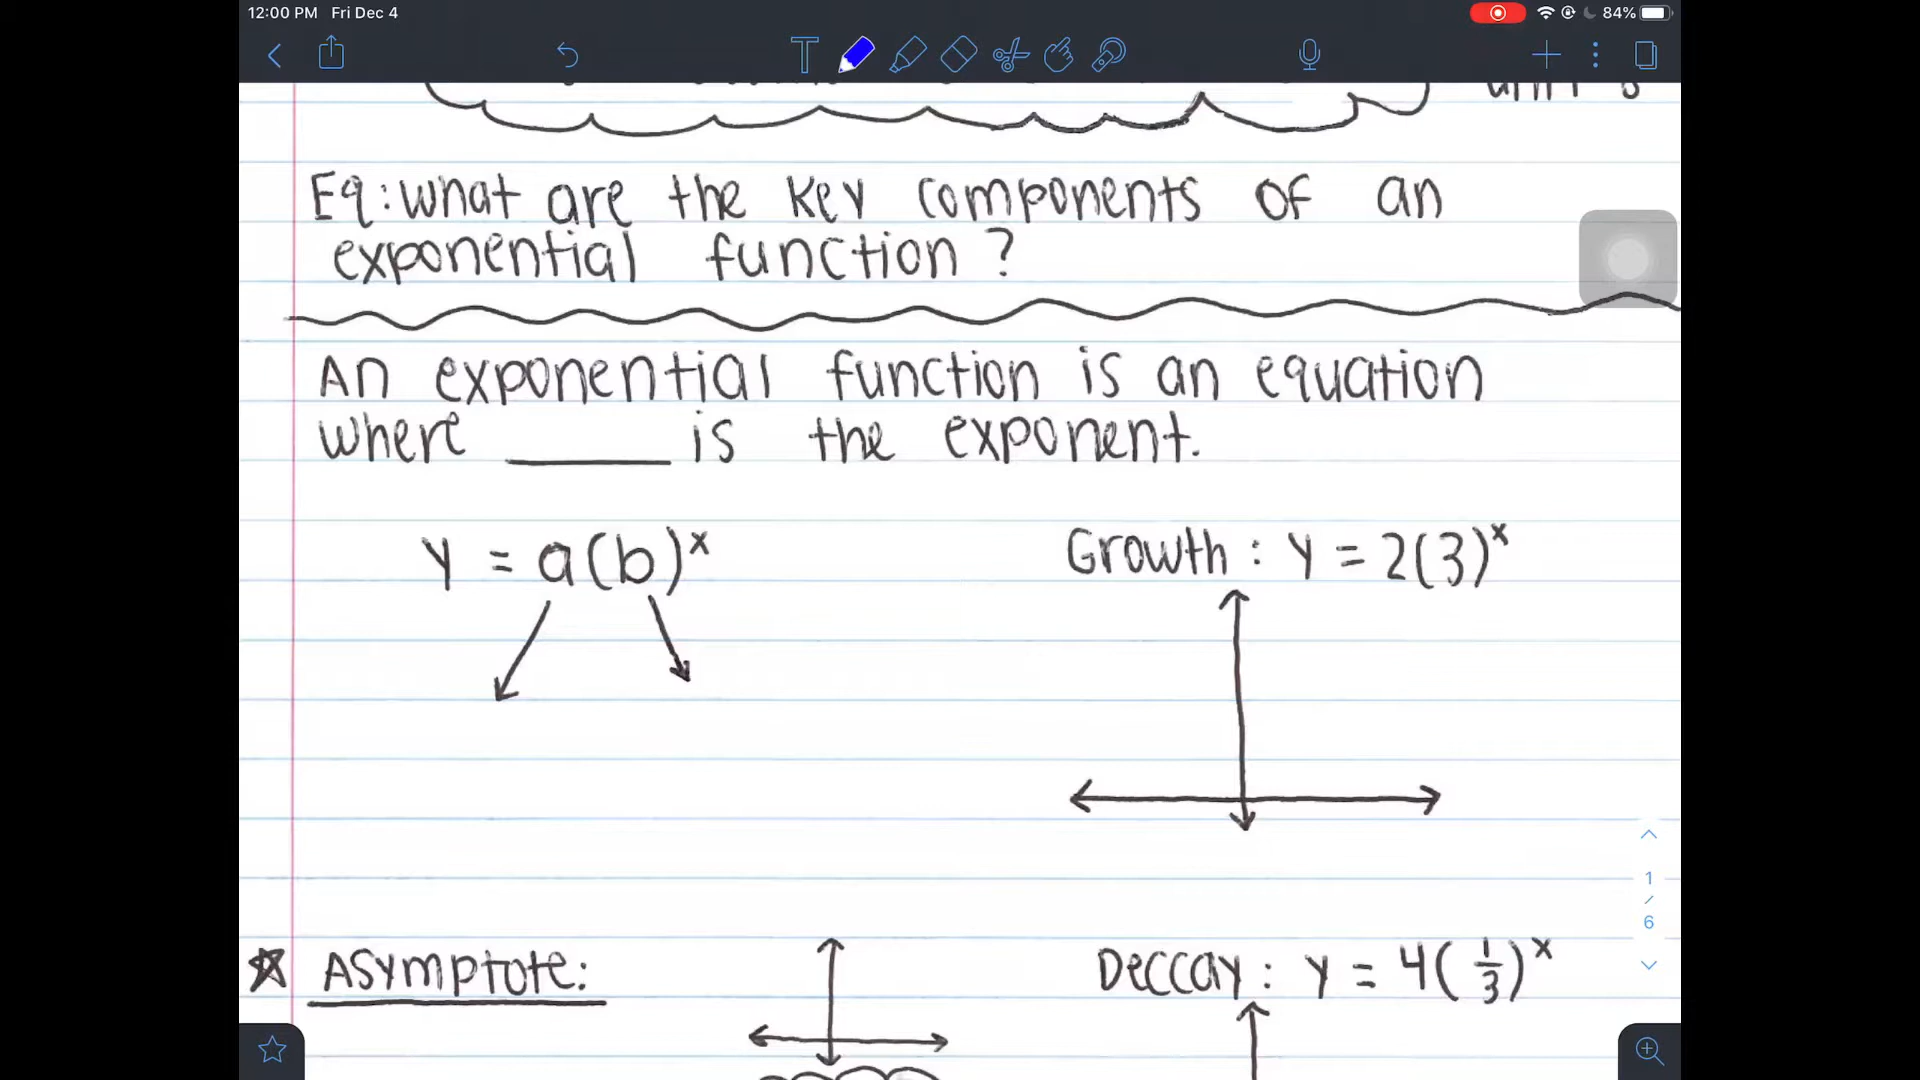 12:00 PM Fri Dec 4
84%
T
Eq: what are the key components of an
exponential function?
An exponential function is an equation
where _____ is the exponent.
y = a(b)^x
Growth: y = 2(3)^x
1
/
6
☆ Asymptote:
Deccay: y = 4(1/3)^x